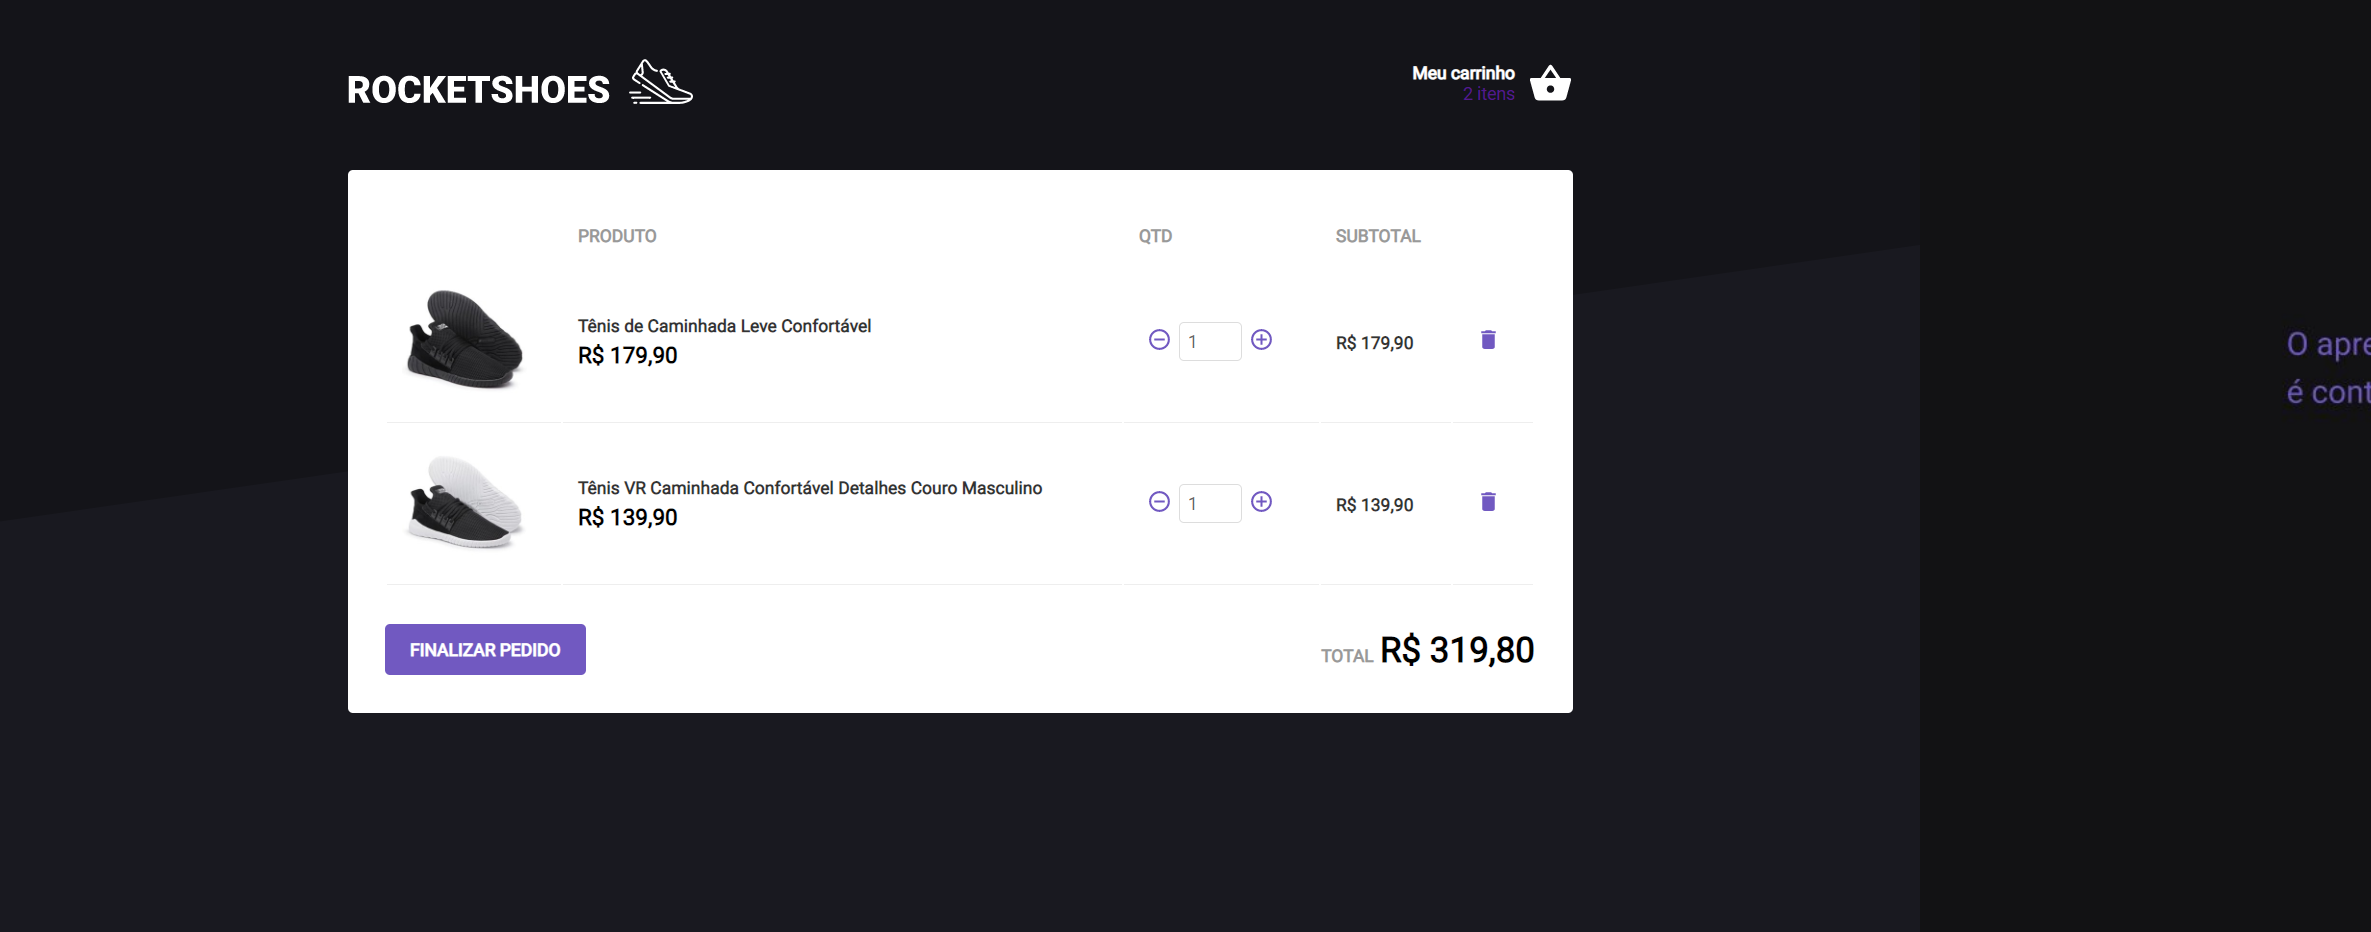 ROCKETSHOES
Meu carrinho
2 itens
PRODUTO QTD SUBTOTAL
Tênis de Caminhada Leve Confortável
R$ 179,90
1
R$ 179,90
Tênis VR Caminhada Confortável Detalhes Couro Masculino
R$ 139,90
1
R$ 139,90
FINALIZAR PEDIDO
TOTAL R$ 319,80
O apre
é cont